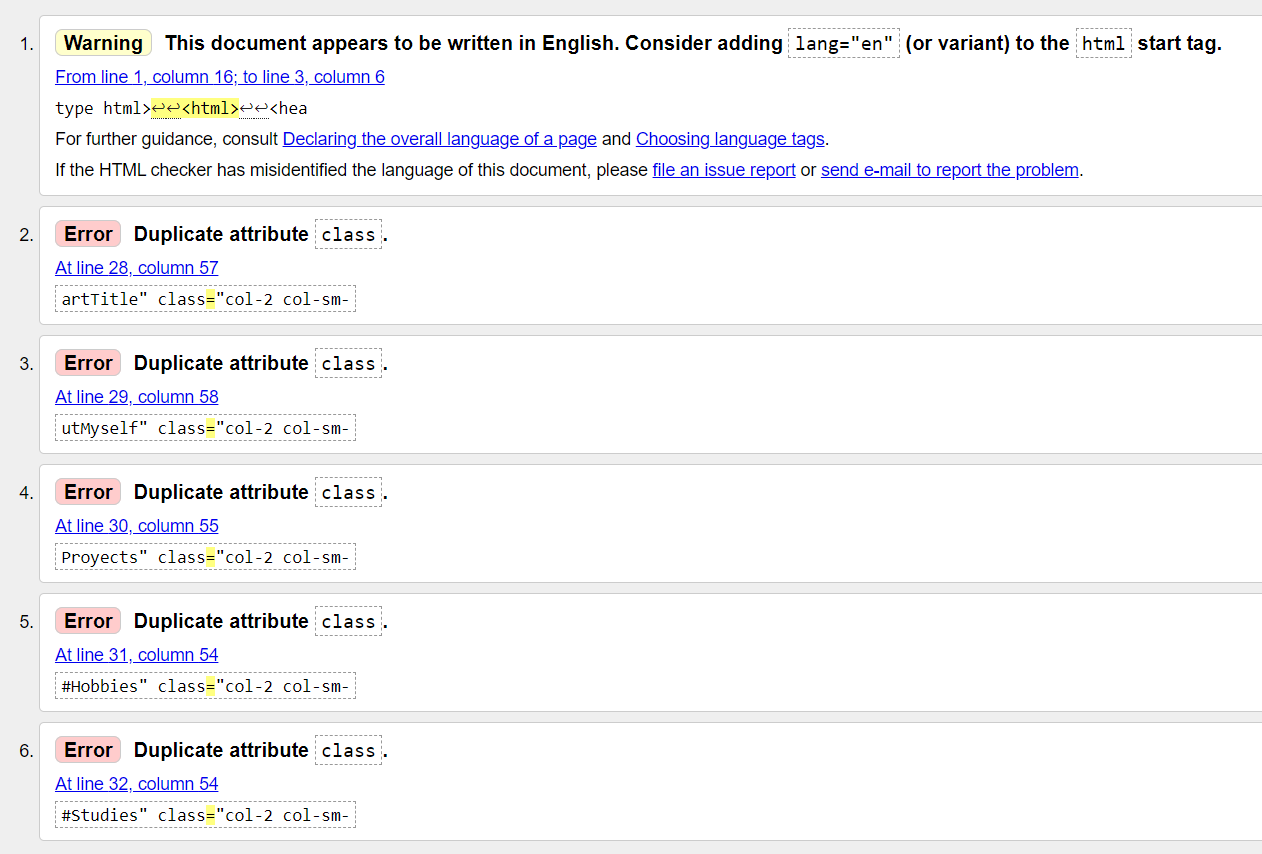 1. Warning This document appears to be written in English. Consider adding lang="en" (or variant) to the html start tag.
From line 1, column 16; to line 3, column 6
type html>↩↩<html>↩↩<hea
For further guidance, consult Declaring the overall language of a page and Choosing language tags.
If the HTML checker has misidentified the language of this document, please file an issue report or send e-mail to report the problem.
2. Error Duplicate attribute class.
At line 28, column 57
artTitle" class="col-2 col-sm-
3. Error Duplicate attribute class.
At line 29, column 58
utMyself" class="col-2 col-sm-
4. Error Duplicate attribute class.
At line 30, column 55
Proyects" class="col-2 col-sm-
5. Error Duplicate attribute class.
At line 31, column 54
#Hobbies" class="col-2 col-sm-
6. Error Duplicate attribute class.
At line 32, column 54
#Studies" class="col-2 col-sm-